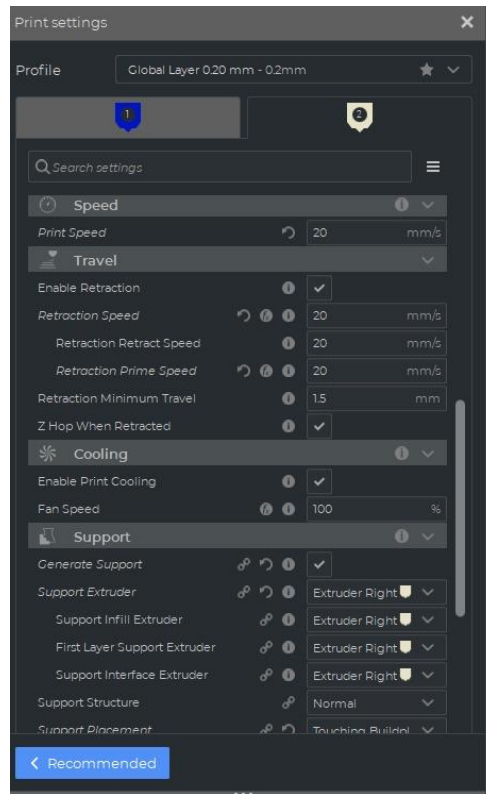 Print settings
Profile Global Layer 0.20 mm - 0.2mm
1 2
Search settings
Speed
Print Speed 20 mm/s
Travel
Enable Retraction
Retraction Speed 20 mm/s
Retraction Retract Speed 20 mm/s
Retraction Prime Speed 20 mm/s
Retraction Minimum Travel 1.5 mm
Z Hop When Retracted
Cooling
Enable Print Cooling
Fan Speed 100 %
Support
Generate Support
Support Extruder Extruder Right
Support Infill Extruder Extruder Right
First Layer Support Extruder Extruder Right
Support Interface Extruder Extruder Right
Support Structure Normal
Support Placement Touching Buildpl
Recommended